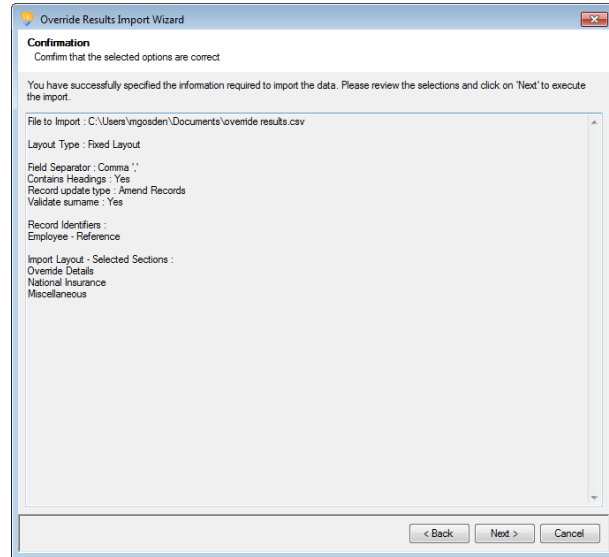 Override Results Import Wizard
Confirmation
Comfirm that the selected options are correct
You have successfully specified the information required to import the data. Please review the selections and click on 'Next' to execute
the import.
File to Import : C:\Users\mgosden\Documents\override results.csv
Layout Type : Fixed Layout
Field Separator : Comma ','
Contains Headings : Yes
Record update type : Amend Records
Validate surname : Yes
Record Identifiers :
Employee - Reference
Import Layout - Selected Sections :
Override Details
National Insurance
Miscellaneous
< Back
Next >
Cancel